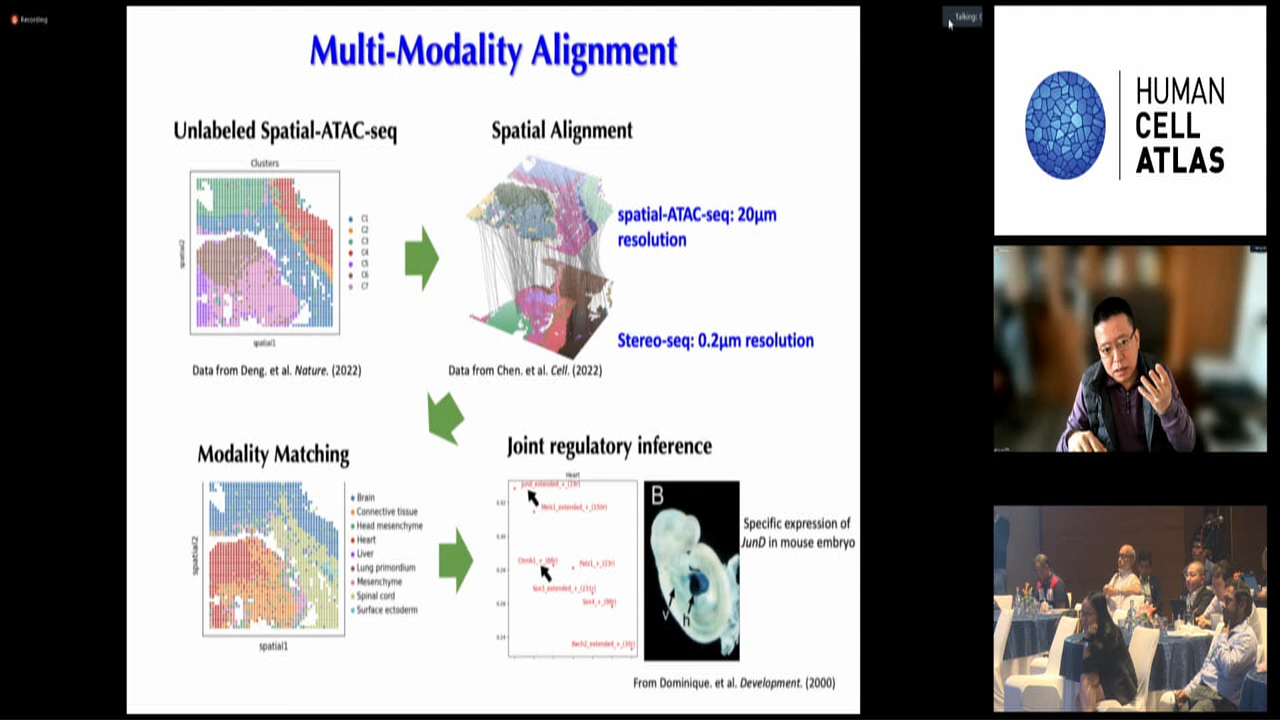 Recording
Talking:
Multi-Modality Alignment
Unlabeled Spatial-ATAC-seq
Spatial Alignment
Clusters
C1
C2
C3
C4
C5
C6
C7
spatial2
spatial1
spatial-ATAC-seq: 20μm
resolution
Stereo-seq: 0.2μm resolution
Data from Deng. et al. Nature. (2022)
Data from Chen. et al. Cell. (2022)
Modality Matching
Joint regulatory inference
Brain
Connective tissue
Head mesenchyme
Heart
Liver
Lung primordium
Mesenchyme
Spinal cord
Surface ectoderm
spatial2
spatial1
Heart
B
v
h
Specific expression of
JunD in mouse embryo
From Dominique. et al. Development. (2000)
HUMAN
CELL
ATLAS